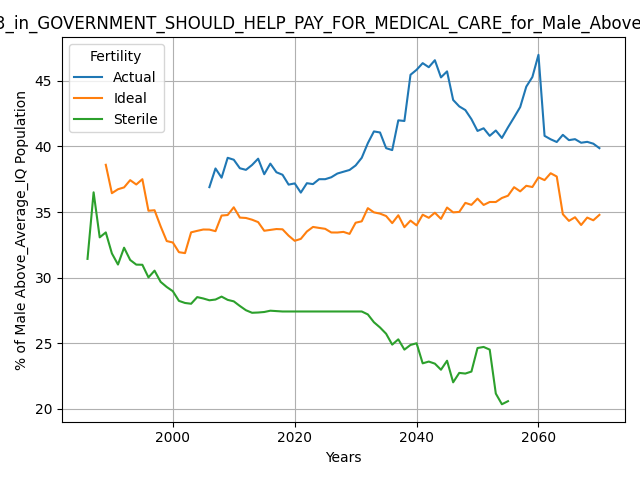 3_in_GOVERNMENT_SHOULD_HELP_PAY_FOR_MEDICAL_CARE_for_Male_Above
Fertility
Actual
Ideal
Sterile
% of Male Above_Average_IQ Population
45
40
35
30
25
20
2000
2020
2040
2060
Years